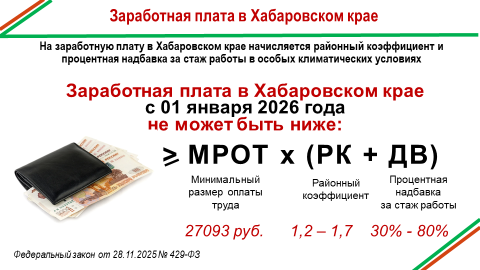 Заработная плата в Хабаровском крае
На заработную плату в Хабаровском крае начисляется районный коэффициент и
процентная надбавка за стаж работы в особых климатических условиях
Заработная плата в Хабаровском крае
с 01 января 2026 года
не может быть ниже:
≥ МРОТ х (РК + ДВ)
Минимальный
размер оплаты
труда
Районный
коэффициент
Процентная
надбавка
за стаж работы
27093 руб.
1,2 – 1,7
30% - 80%
Федеральный закон от 28.11.2025 № 429-ФЗ